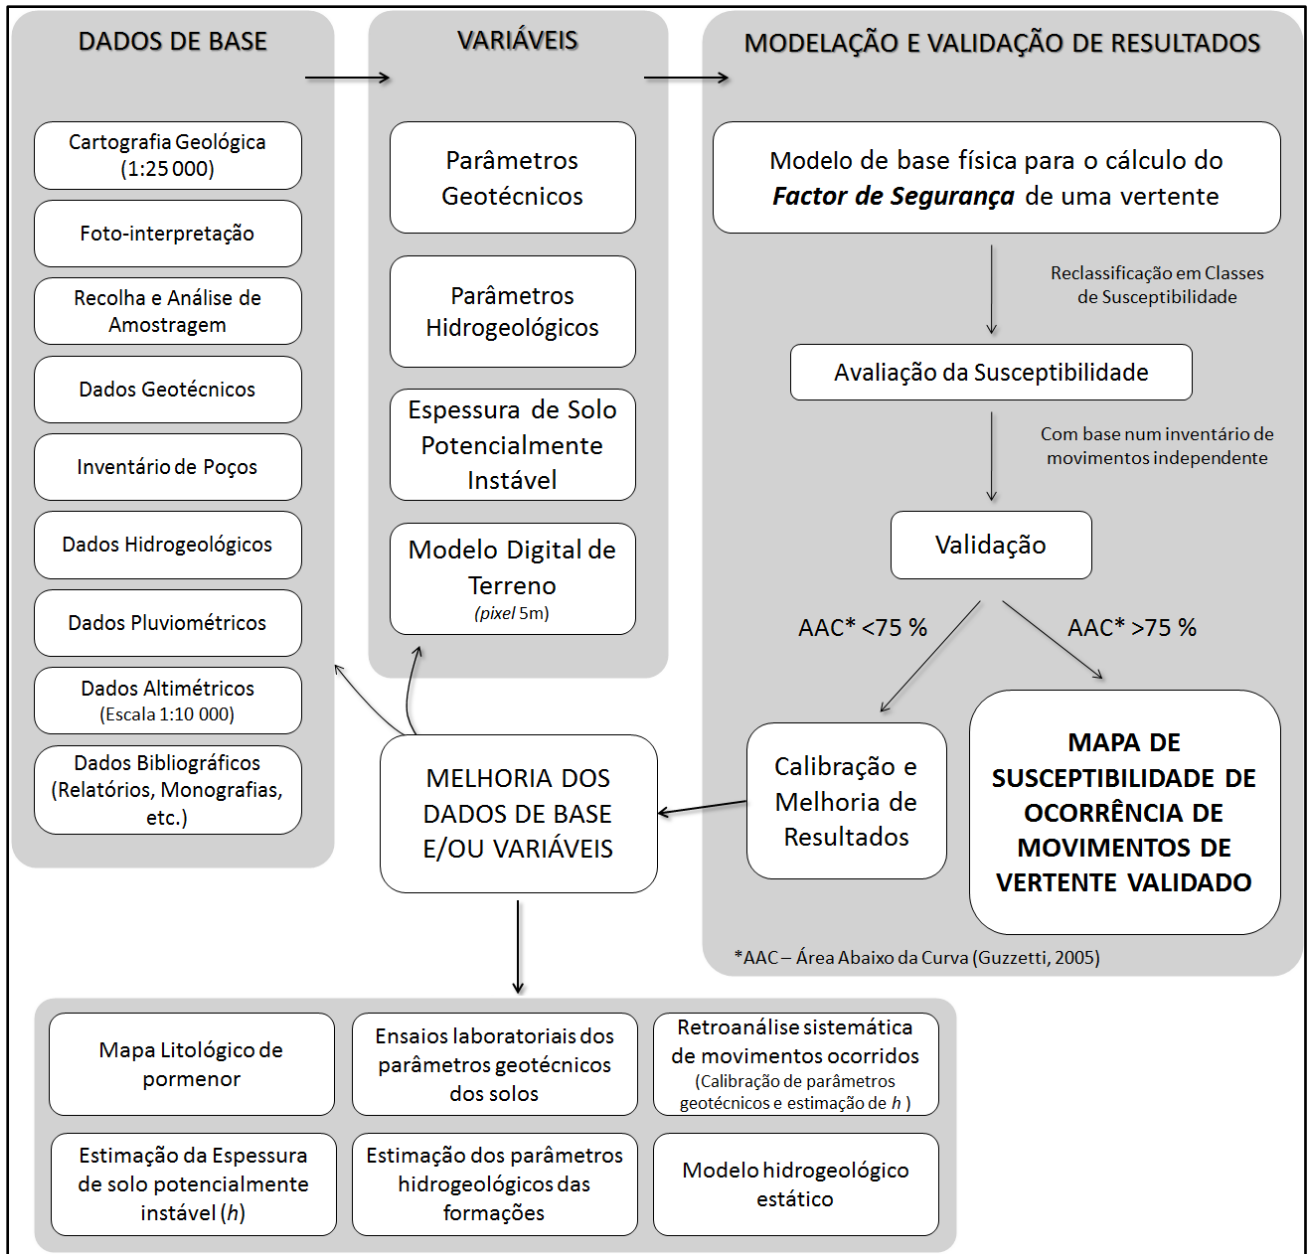 DADOS DE BASE
Cartografia Geológica
(1:25 000)
Foto-interpretação
Recolha e Análise de
Amostragem
Dados Geotécnicos
Inventário de Poços
Dados Hidrogeológicos
Dados Pluviométricos
Dados Altimétricos
(Escala 1:10 000)
Dados Bibliográficos
(Relatórios, Monografias,
etc.)
VARIÁVEIS
Parâmetros
Geotécnicos
Parâmetros
Hidrogeológicos
Espessura de Solo
Potencialmente
Instável
Modelo Digital de
Terreno
(pixel 5m)
MODELAÇÃO E VALIDAÇÃO DE RESULTADOS
Modelo de base física para o cálculo do
Factor de Segurança de uma vertente
Reclassificação em Classes
de Susceptibilidade
Avaliação da Susceptibilidade
Com base num inventário de
movimentos independente
Validação
AAC* <75 %
AAC* >75 %
Calibração e
Melhoria de
Resultados
MAPA DE
SUSCEPTIBILIDADE DE
OCORRÊNCIA DE
MOVIMENTOS DE
VERTENTE VALIDADO
*AAC – Área Abaixo da Curva (Guzzetti, 2005)
MELHORIA DOS
DADOS DE BASE
E/OU VARIÁVEIS
Mapa Litológico de
pormenor
Ensaios laboratoriais dos
parâmetros geotécnicos
dos solos
Retroanálise sistemática
de movimentos ocorridos
(Calibração de parâmetros
geotécnicos e estimação de h )
Estimação da Espessura
de solo potencialmente
instável (h)
Estimação dos parâmetros
hidrogeológicos das
formações
Modelo hidrogeológico
estático